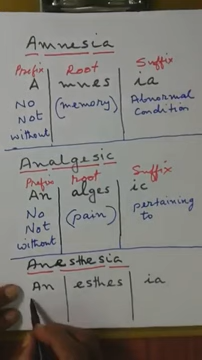 Amnesia
Prefix Root Suffix
A mnes ia
No (memory) Abnormal
Not condition
without
Analgesic
Prefix root Suffix
An alges ic
No (pain) pertaining
Not to
without
Anesthesia
An esthes ia